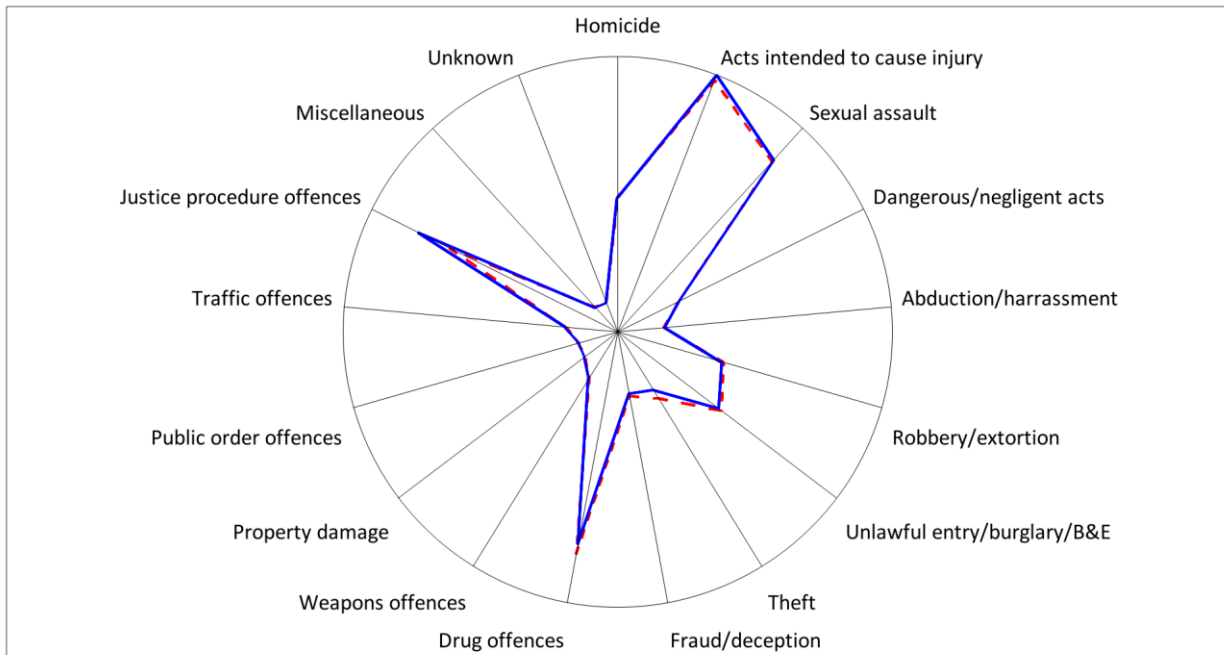 Homicide
Acts intended to cause injury
Sexual assault
Dangerous/negligent acts
Abduction/harrassment
Robbery/extortion
Unlawful entry/burglary/B&E
Theft
Fraud/deception
Drug offences
Weapons offences
Property damage
Public order offences
Traffic offences
Justice procedure offences
Miscellaneous
Unknown